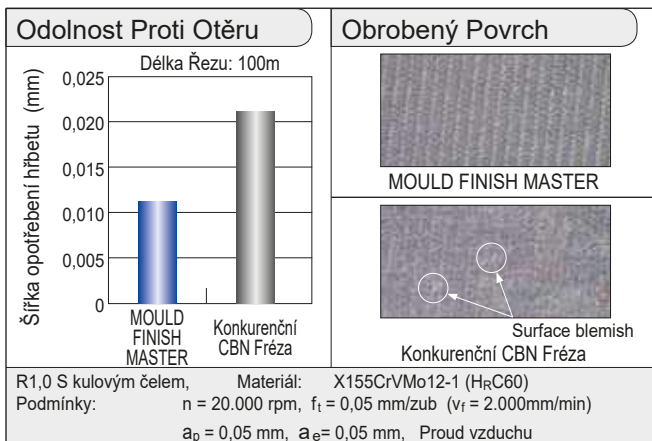 Odolnost Proti Otěru
Délka Řezu: 100m
Šířka opotřebení hřbetu (mm)
0,025
0,020
0,015
0,010
0,005
0
MOULD
FINISH
MASTER
Konkurenční
CBN Fréza
Obrobený Povrch
MOULD FINISH MASTER
Surface blemish
Konkurenční CBN Fréza
R1,0 S kulovým čelem, Materiál: X155CrVMo12-1 (HRC60)
Podmínky: n = 20.000 rpm, ft = 0,05 mm/zub (vf = 2.000mm/min)
ap = 0,05 mm, ae= 0,05 mm, Proud vzduchu